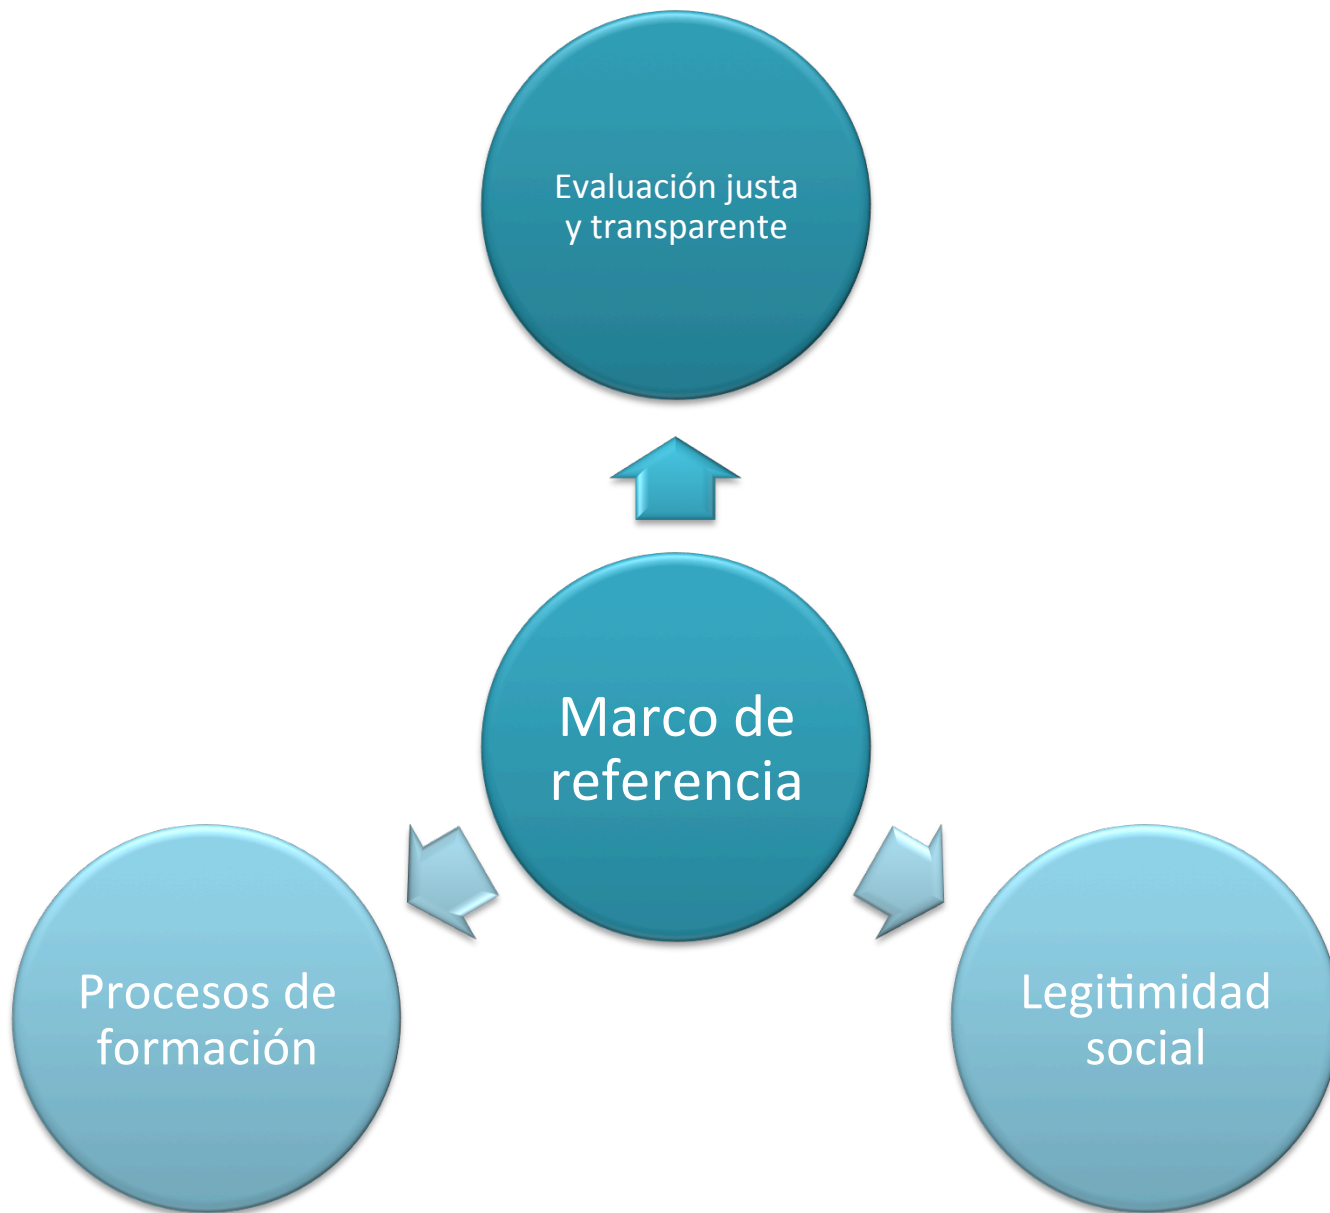 Evaluación justa
y transparente
Marco de
referencia
Procesos de
formación
Legitimidad
social